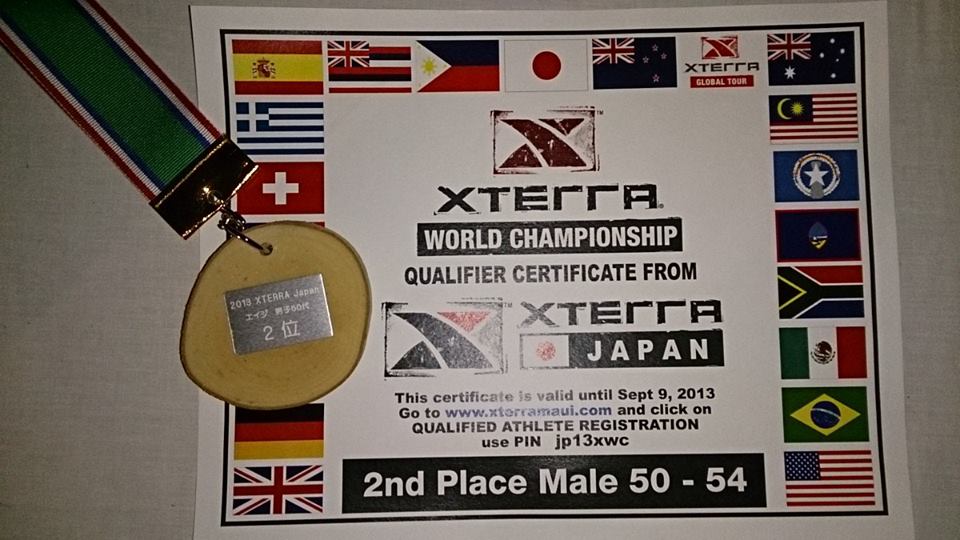 XTERRA
GLOBAL TOUR
XTERRA
WORLD CHAMPIONSHIP
QUALIFIER CERTIFICATE FROM
XTERRA
JAPAN
This certificate is valid until Sept 9, 2013
Go to www.xterramaui.com and click on
QUALIFIED ATHLETE REGISTRATION
use PIN jp13xwc
2nd Place Male 50 - 54
2013 XTERRA Japan
エイジ 男子50代
2 位